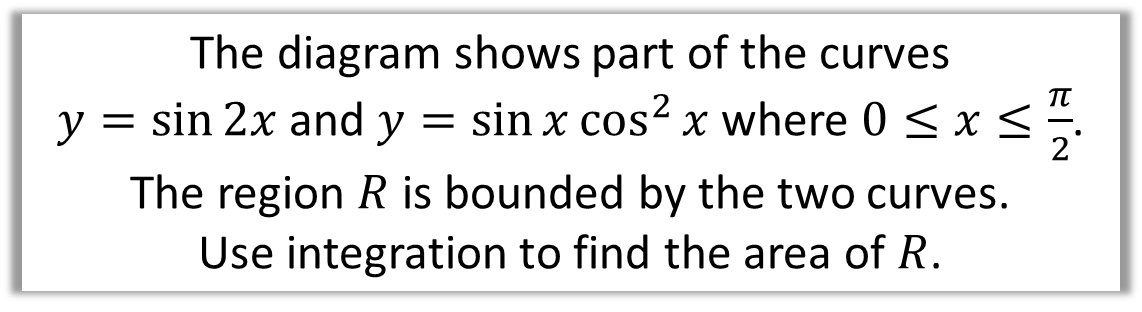 The diagram shows part of the curves
y = sin 2x and y = sin x cos² x where 0 ≤ x ≤ π/2.
The region R is bounded by the two curves.
Use integration to find the area of R.